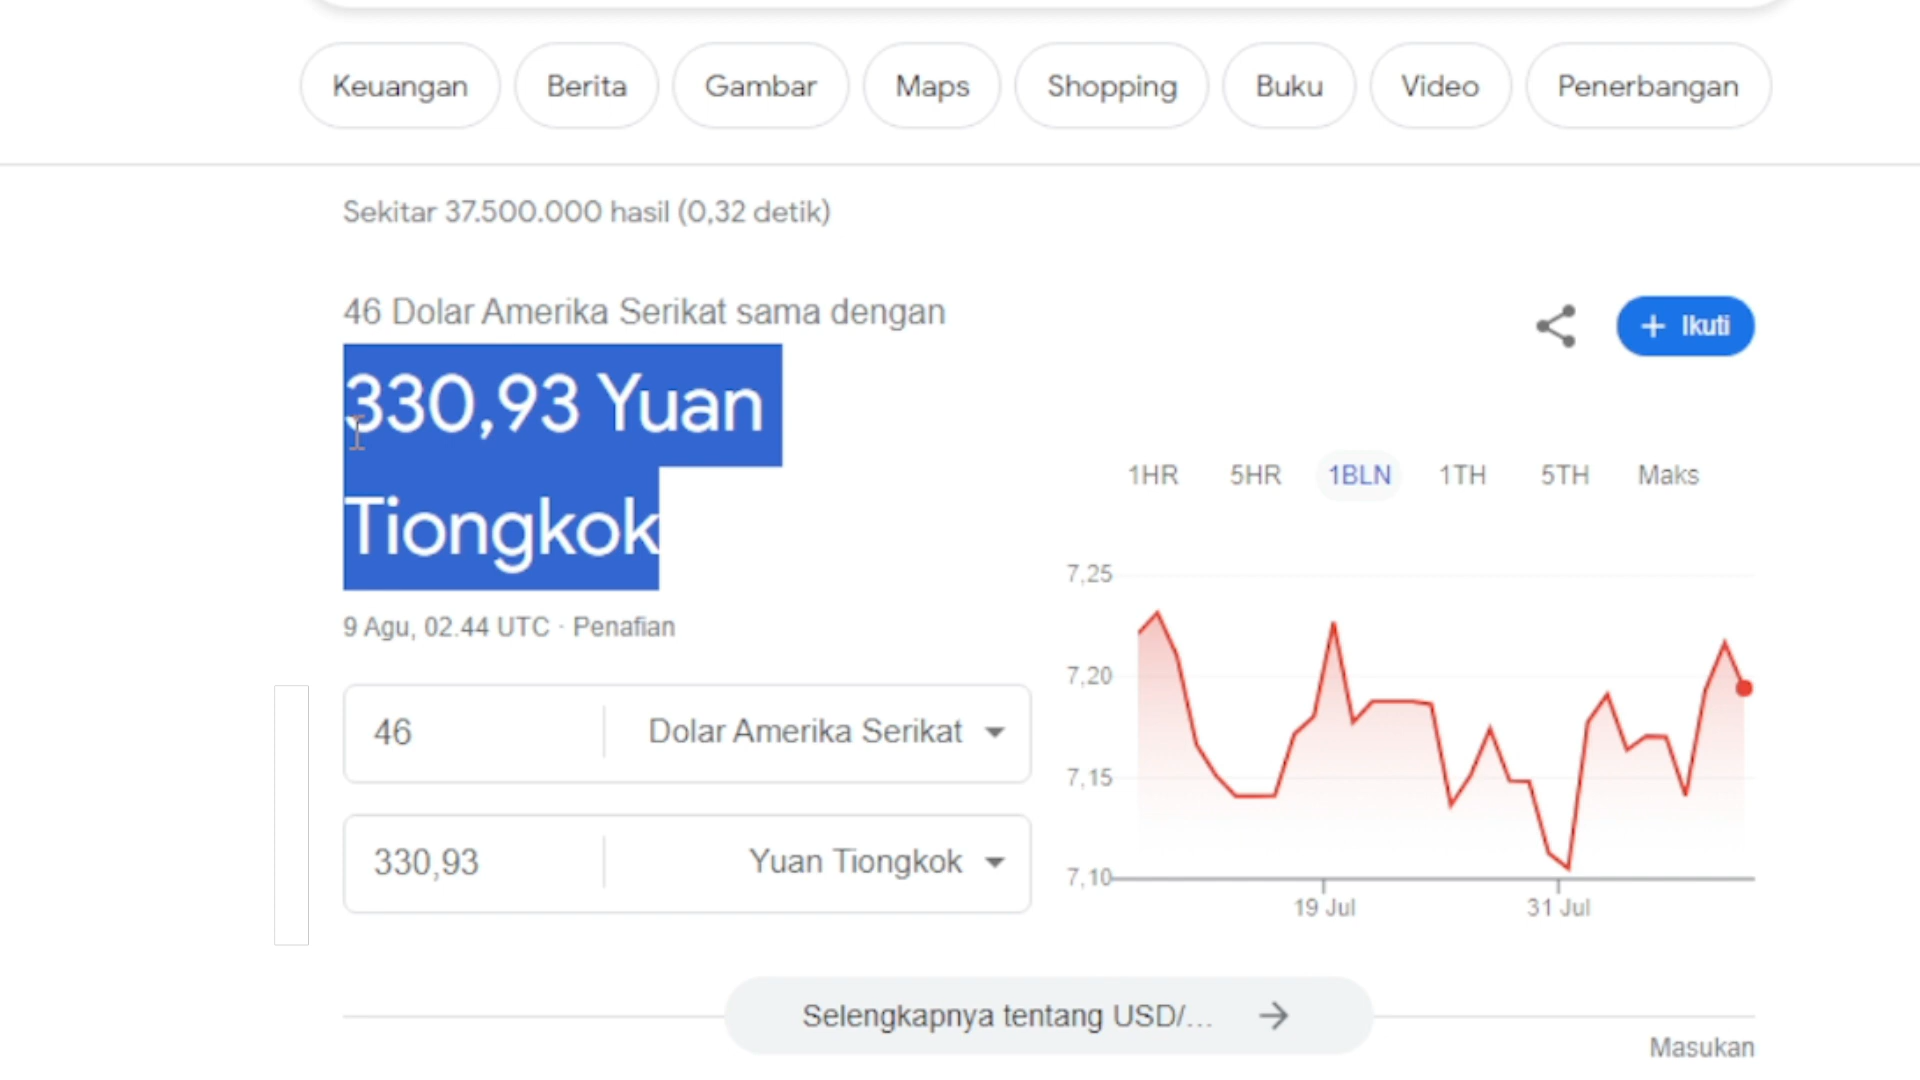 Keuangan
Berita
Gambar
Maps
Shopping
Buku
Video
Penerbangan
Sekitar 37.500.000 hasil (0,32 detik)
46 Dolar Amerika Serikat sama dengan
+ Ikuti
330,93 Yuan
Tiongkok
9 Agu, 02.44 UTC · Penafian
1HR 5HR 1BLN 1TH 5TH Maks
46 Dolar Amerika Serikat
330,93 Yuan Tiongkok
7,25
7,20
7,15
7,10
19 Jul 31 Jul
Selengkapnya tentang USD/...
Masukan